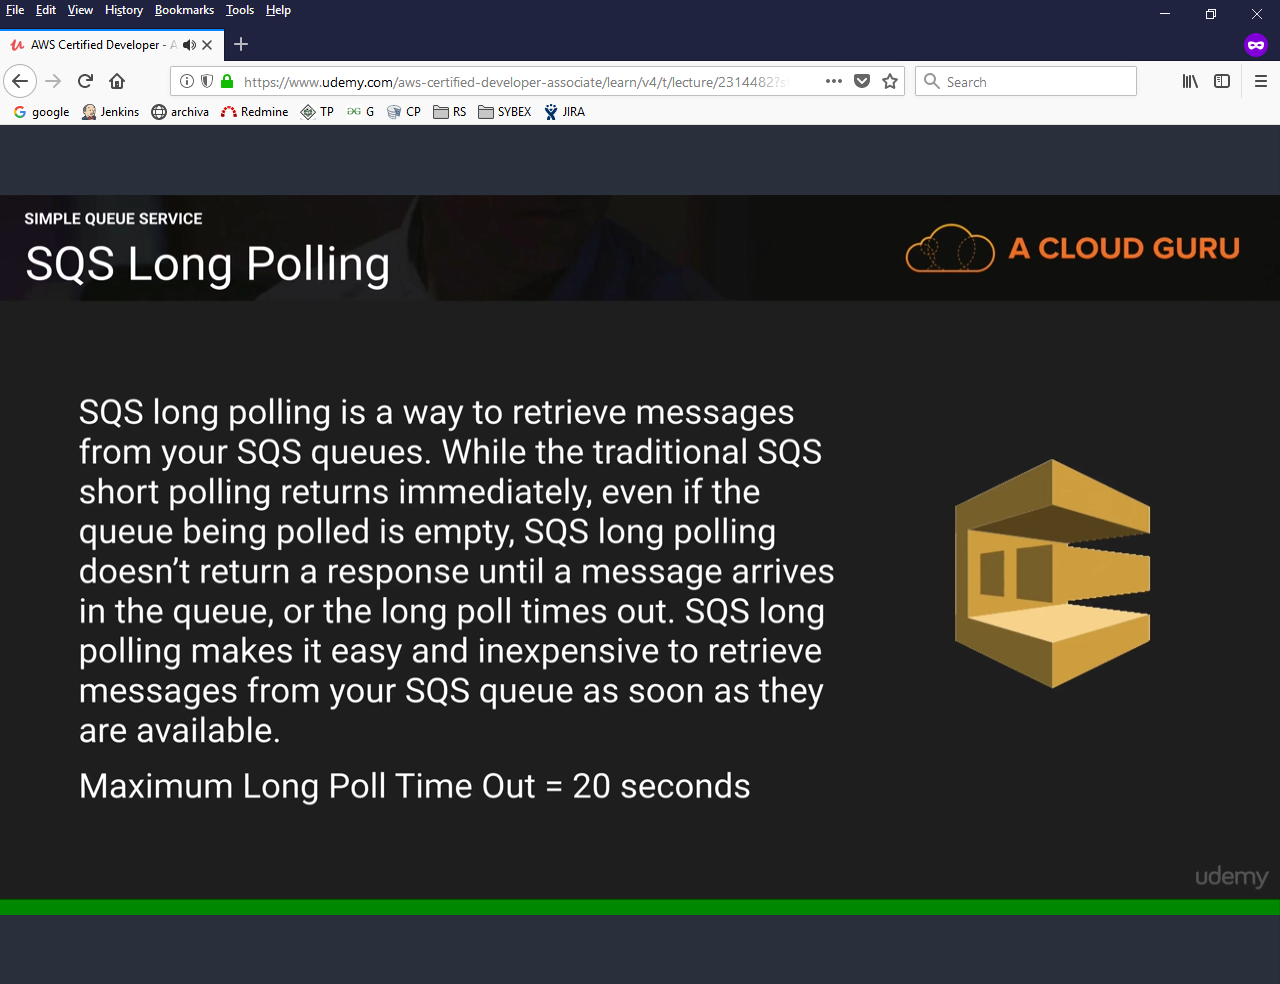 File Edit View History Bookmarks Tools Help
AWS Certified Developer - A
https://www.udemy.com/aws-certified-developer-associate/learn/v4/t/lecture/2314482?s
Search
google Jenkins archiva Redmine TP G CP RS SYBEX JIRA
SIMPLE QUEUE SERVICE
SQS Long Polling
A CLOUD GURU
SQS long polling is a way to retrieve messages
from your SQS queues. While the traditional SQS
short polling returns immediately, even if the
queue being polled is empty, SQS long polling
doesn’t return a response until a message arrives
in the queue, or the long poll times out. SQS long
polling makes it easy and inexpensive to retrieve
messages from your SQS queue as soon as they
are available.
Maximum Long Poll Time Out = 20 seconds
udemy